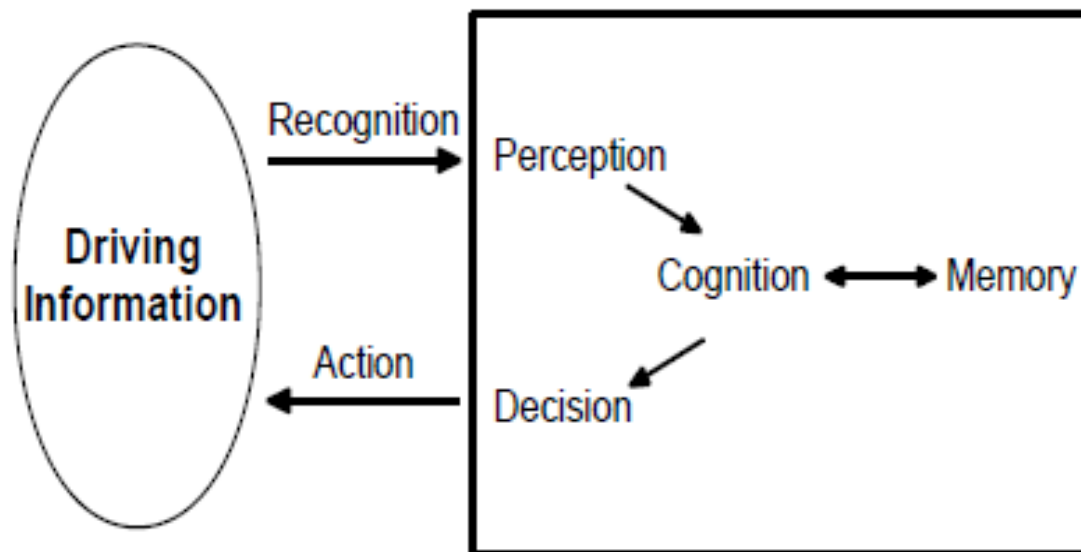 Recognition
Perception
Driving
Information
Cognition
Memory
Action
Decision